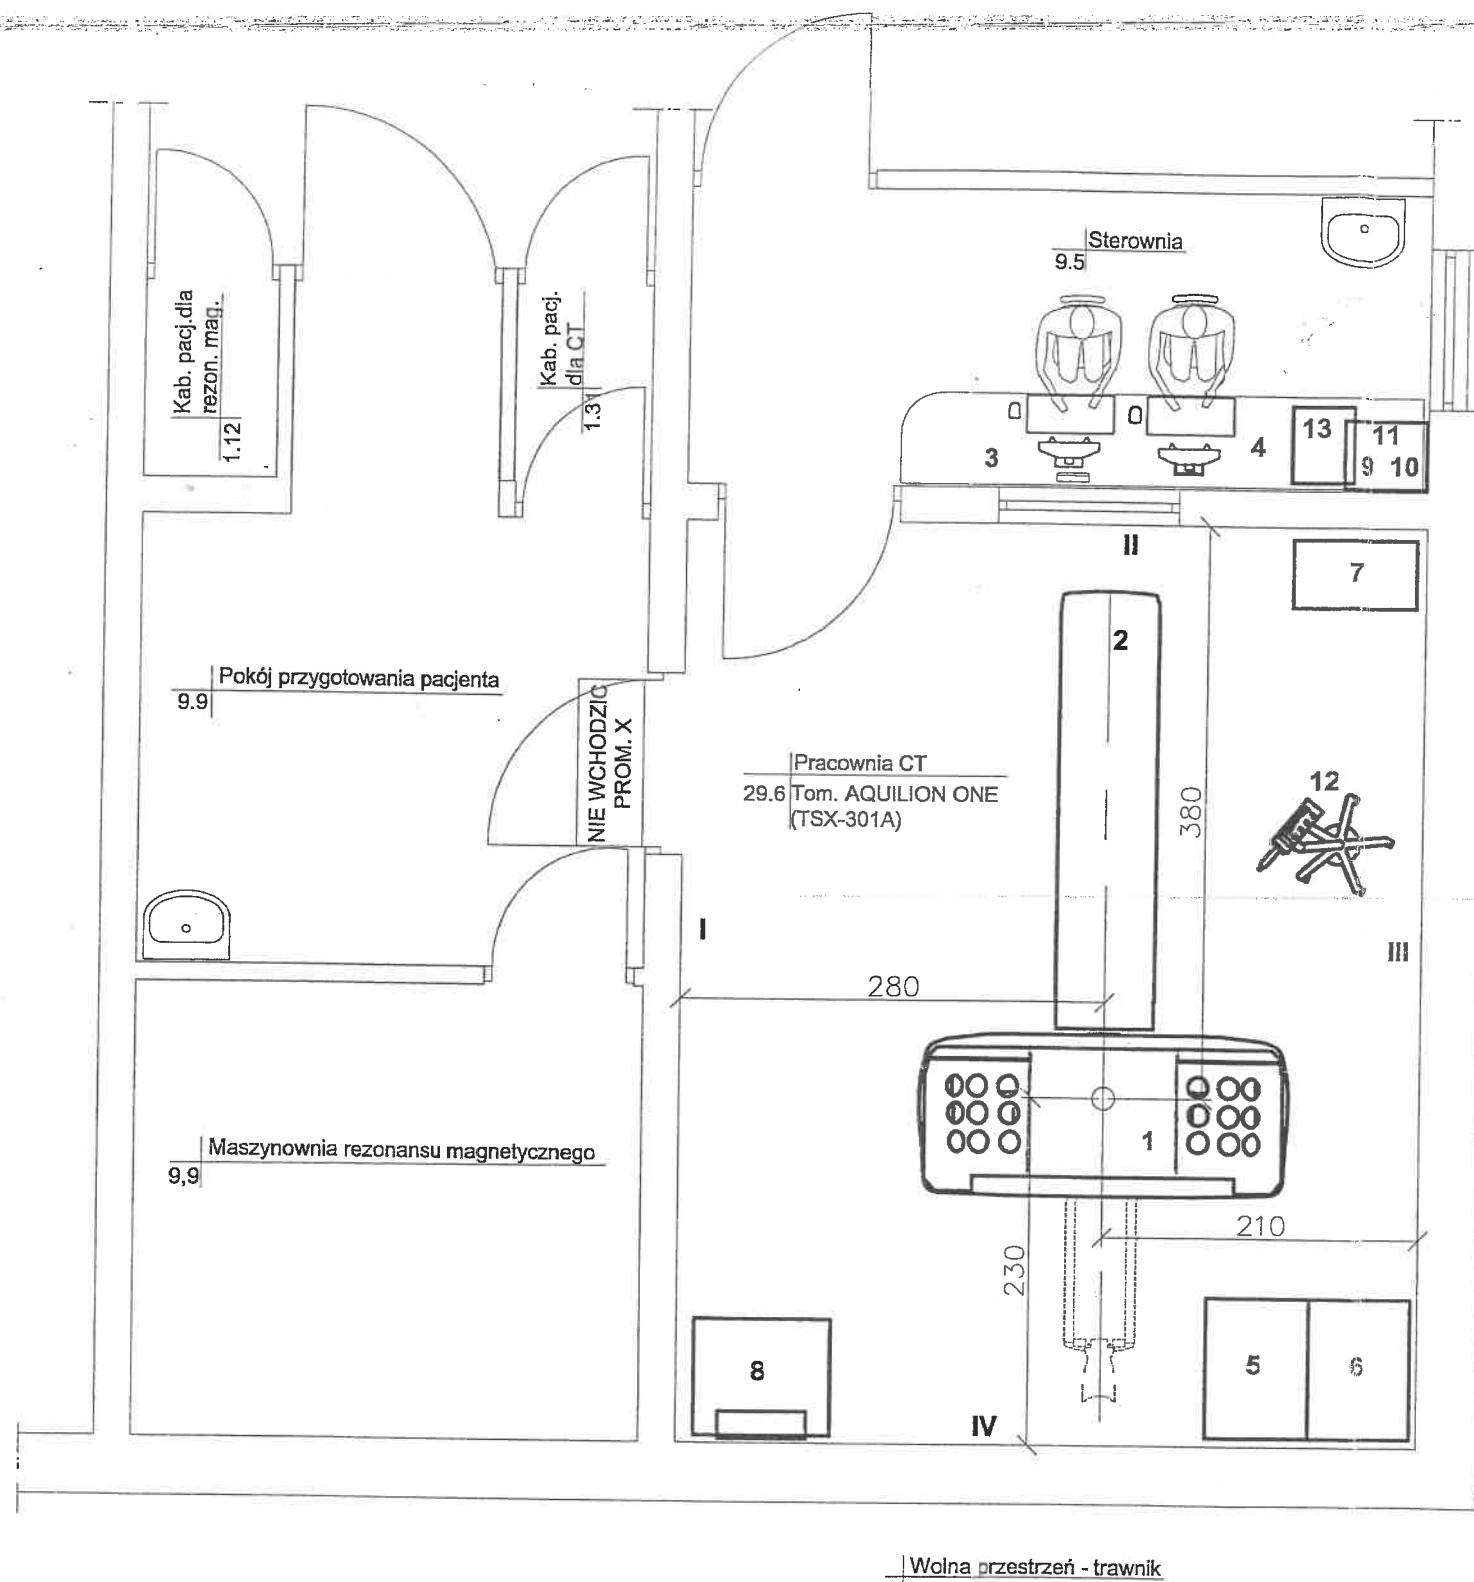 Sterownia
9.5
Kab. pacj.dla
rezon. mag.
1.12
Kab. pacj.
dla CT
1.31
3
4
13
11
9 10
II
7
2
Pokój przygotowania pacjenta
9.9
NIE WCHODZIĆ
PROM. X
Pracownia CT
29.6 Tom. AQUILION ONE
(TSX-301A)
380
12
I
III
280
1
Maszynownia rezonansu magnetycznego
9,9
210
230
8
5
6
IV
Wolna przestrzeń - trawnik